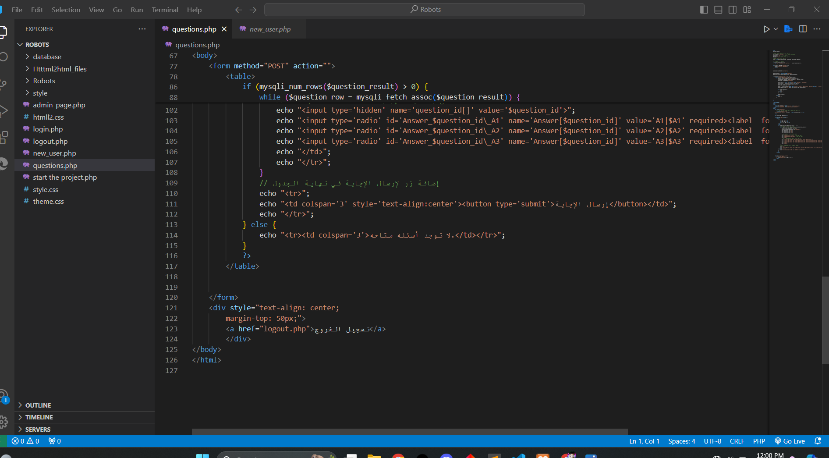 File Edit Selection View Go Run Terminal Help
Robots
EXPLORER
questions.php
new_user.php
ROBOTS
questions.php
database
Htttml2html_files
Robots
style
admin_page.php
htmll2.css
login.php
logout.php
new_user.php
questions.php
start the project.php
style.css
theme.css
67 <body>
77 <form method="POST" action="">
78 <table>
86 if (mysqli_num_rows($question_result) > 0) {
88 while ($question_row = mysqli_fetch_assoc($question_result)) {
102 echo "<input type='hidden' name='question_id[]' value='$question_id'>";
103 echo "<input type='radio' id='Answer_$question_id\_A1' name='Answer[$question_id]' value='A1|$A1' required><label fo
104 echo "<input type='radio' id='Answer_$question_id\_A2' name='Answer[$question_id]' value='A2|$A2' required><label fo
105 echo "<input type='radio' id='Answer_$question_id\_A3' name='Answer[$question_id]' value='A3|$A3' required><label fo
106 echo "</td>";
107 echo "</tr>";
108 }
109 // إضافة زر لإرسال الإجابة في نهاية الجدول
110 echo "<tr>";
111 echo "<td colspan='3' style='text-align:center'><button type='submit'>إرسال الإجابة</button></td>";
112 echo "</tr>";
113 } else {
114 echo "<tr><td colspan='3'>لا توجد أسئلة متاحة.</td></tr>";
115 }
116 ?>
117 </table>
118
119
120 </form>
121 <div style="text-align: center;
122 margin-top: 50px;">
123 <a href="logout.php">تسجيل الخروج</a>
124 </div>
125 </body>
126 </html>
127
OUTLINE
TIMELINE
SERVERS
0 0 0
Ln 1, Col 1 Spaces: 4 UTF-8 CRLF PHP Go Live
12:00 PM